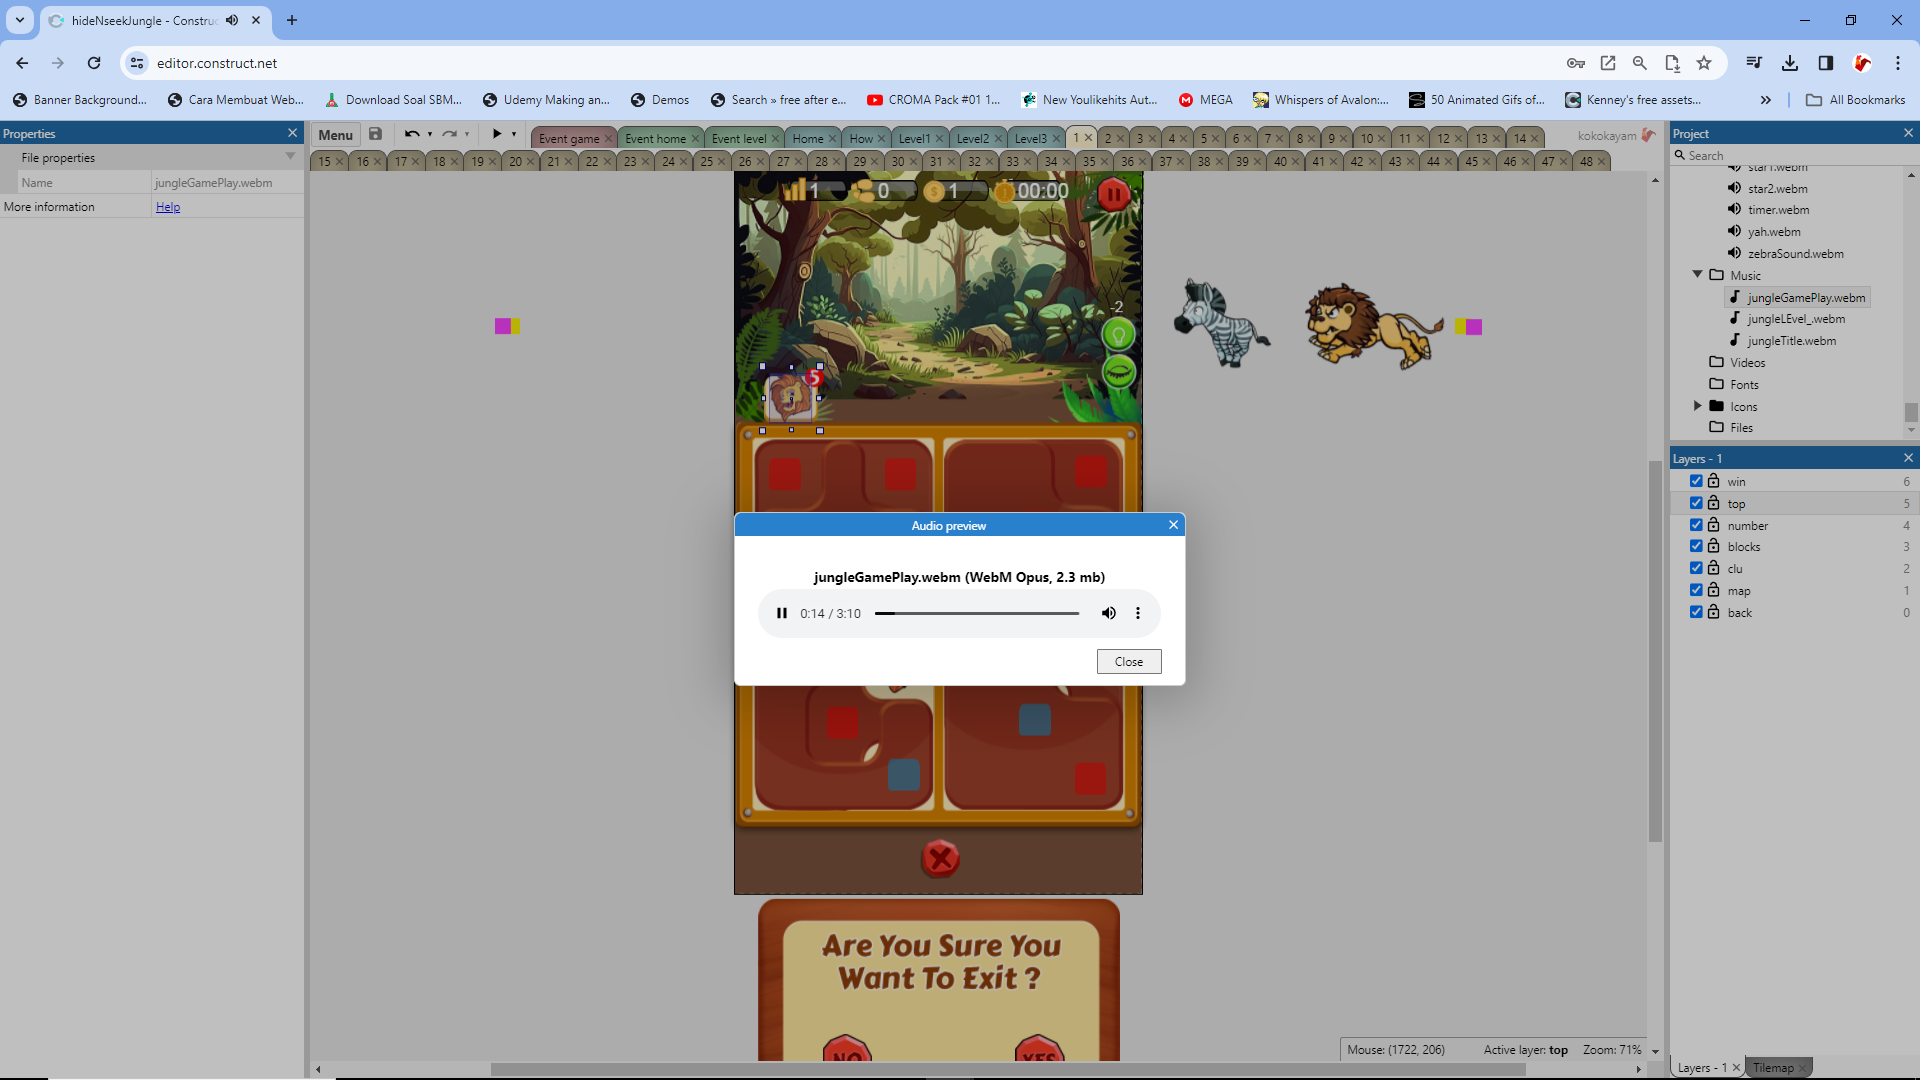 hideNseekJungle - Construc
editor.construct.net
Banner Background...
Cara Membuat Web...
Download Soal SBM...
Udemy Making an...
Demos
Search » free after e...
CROMA Pack #01 1...
New Youlikehits Aut...
MEGA
Whispers of Avalon:...
50 Animated Gifs of...
Kenney's free assets...
All Bookmarks
Properties
File properties
Name jungleGamePlay.webm
More information Help
Menu
Event game
Event home
Event level
Home
How
Level1
Level2
Level3
1 2 3 4 5 6 7 8 9 10 11 12 13 14
kokokayam
15 16 17 18 19 20 21 22 23 24 25 26 27 28 29 30 31 32 33 34 35 36 37 38 39 40 41 42 43 44 45 46 47 48
1 0 1 00:00
-2
5
Audio preview
jungleGamePlay.webm (WebM Opus, 2.3 mb)
0:14 / 3:10
Close
Are You Sure You
Want To Exit ?
NO YES
Mouse: (1722, 206) Active layer: top Zoom: 71%
Project
Search
star1.webm
star2.webm
timer.webm
yah.webm
zebraSound.webm
Music
jungleGamePlay.webm
jungleLEvel_.webm
jungleTitle.webm
Videos
Fonts
Icons
Files
Layers - 1
win 6
top 5
number 4
blocks 3
clu 2
map 1
back 0
Layers - 1
Tilemap